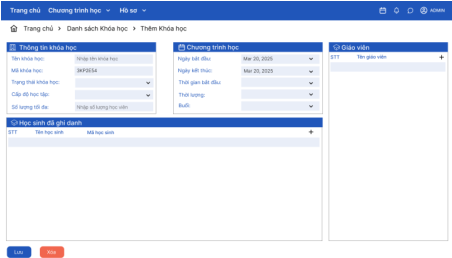 Trang chủ Chương trình học Hồ sơ ADMIN
Trang chủ > Danh sách Khóa học > Thêm Khóa học
Thông tin khóa học
Tên khóa học: Nhập tên khóa học
Mã khóa học: 3KP2E54
Trạng thái khóa học:
Cấp độ học tập:
Số lượng tối đa: Nhập số lượng học viên
Chương trình học
Ngày bắt đầu: Mar 20, 2025
Ngày kết thúc: Mar 20, 2025
Thời gian bắt đầu:
Thời lượng:
Buổi:
Giáo viên
STT Tên giáo viên +
Học sinh đã ghi danh
STT Tên học sinh Mã học sinh +
Lưu Xóa